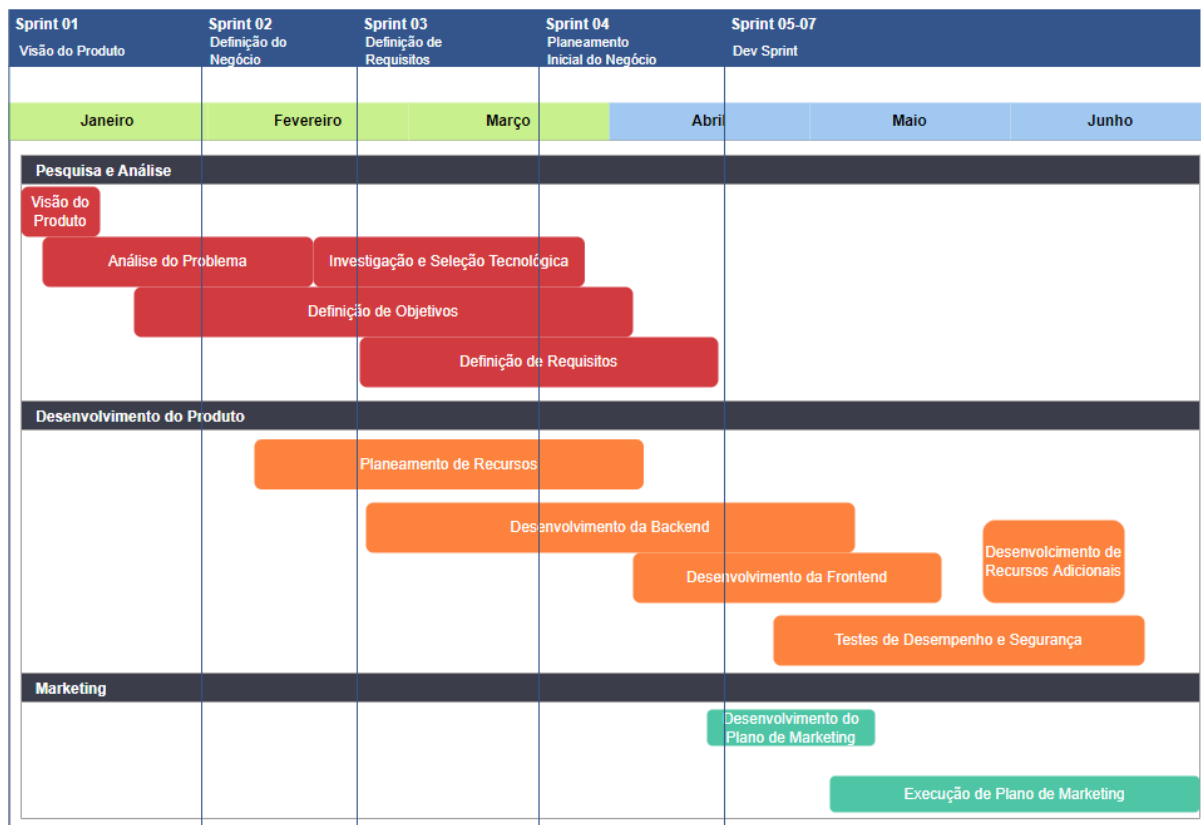 Sprint 01
Visão do Produto
Sprint 02
Definição do
Negócio
Sprint 03
Definição de
Requisitos
Sprint 04
Planeamento
Inicial do Negócio
Sprint 05-07
Dev Sprint
Janeiro
Fevereiro
Março
Abril
Maio
Junho
Pesquisa e Análise
Visão do
Produto
Análise do Problema
Investigação e Seleção Tecnológica
Definição de Objetivos
Definição de Requisitos
Desenvolvimento do Produto
Planeamento de Recursos
Desenvolvimento da Backend
Desenvolvimento da Frontend
Desenvolcimento de
Recursos Adicionais
Testes de Desempenho e Segurança
Marketing
Desenvolvimento do
Plano de Marketing
Execução de Plano de Marketing